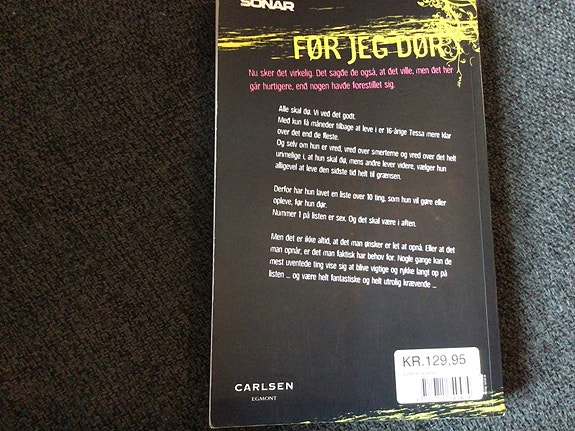 SONAR
FØR JEG DØR
Nu sker det virkelig. Det sagde de også, at det ville, men det her
går hurtigere, end nogen havde forestillet sig.
Alle skal dø. Vi ved det godt.
Med kun få måneder tilbage at leve i er 16-årige Tessa mere klar
over det end de fleste.
Og selv om hun er vred, vred over smerterne og vred over det helt
urimelige i, at hun skal dø, mens andre lever videre, vælger hun
alligevel at leve den sidste tid helt til grænsen.
Derfor har hun lavet en liste over 10 ting, som hun vil gøre eller
opleve, før hun dør.
Nummer 1 på listen er sex. Og det skal være i aften.
Men det er ikke altid, at det man ønsker er let at opnå. Eller at det
man opnår, er det man faktisk har behov for. Nogle gange kan de
mest uventede ting vise sig at blive vigtige og rykke langt op på
listen ... og være helt fantastiske og helt utrolig krævende ...
KR.129,95
CARLSEN
EGMONT